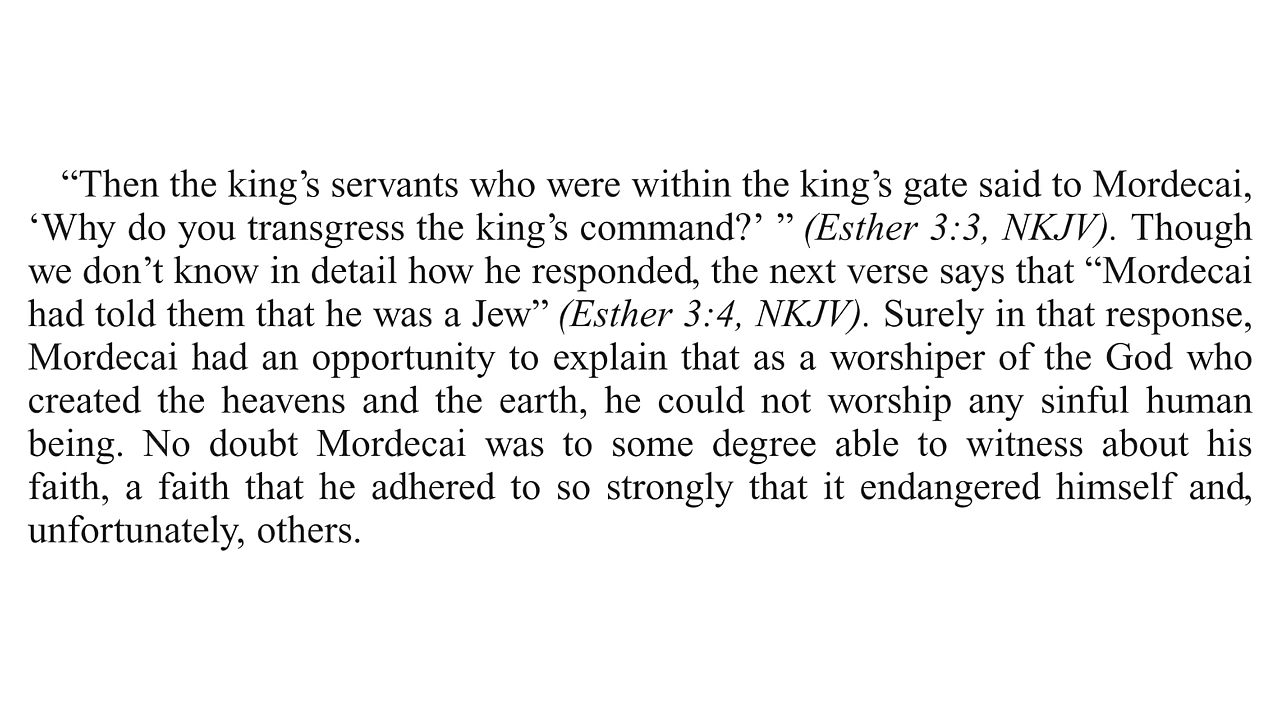 “Then the king’s servants who were within the king’s gate said to Mordecai,
‘Why do you transgress the king’s command?’ ” (Esther 3:3, NKJV). Though
we don’t know in detail how he responded, the next verse says that “Mordecai
had told them that he was a Jew” (Esther 3:4, NKJV). Surely in that response,
Mordecai had an opportunity to explain that as a worshiper of the God who
created the heavens and the earth, he could not worship any sinful human
being. No doubt Mordecai was to some degree able to witness about his
faith, a faith that he adhered to so strongly that it endangered himself and,
unfortunately, others.